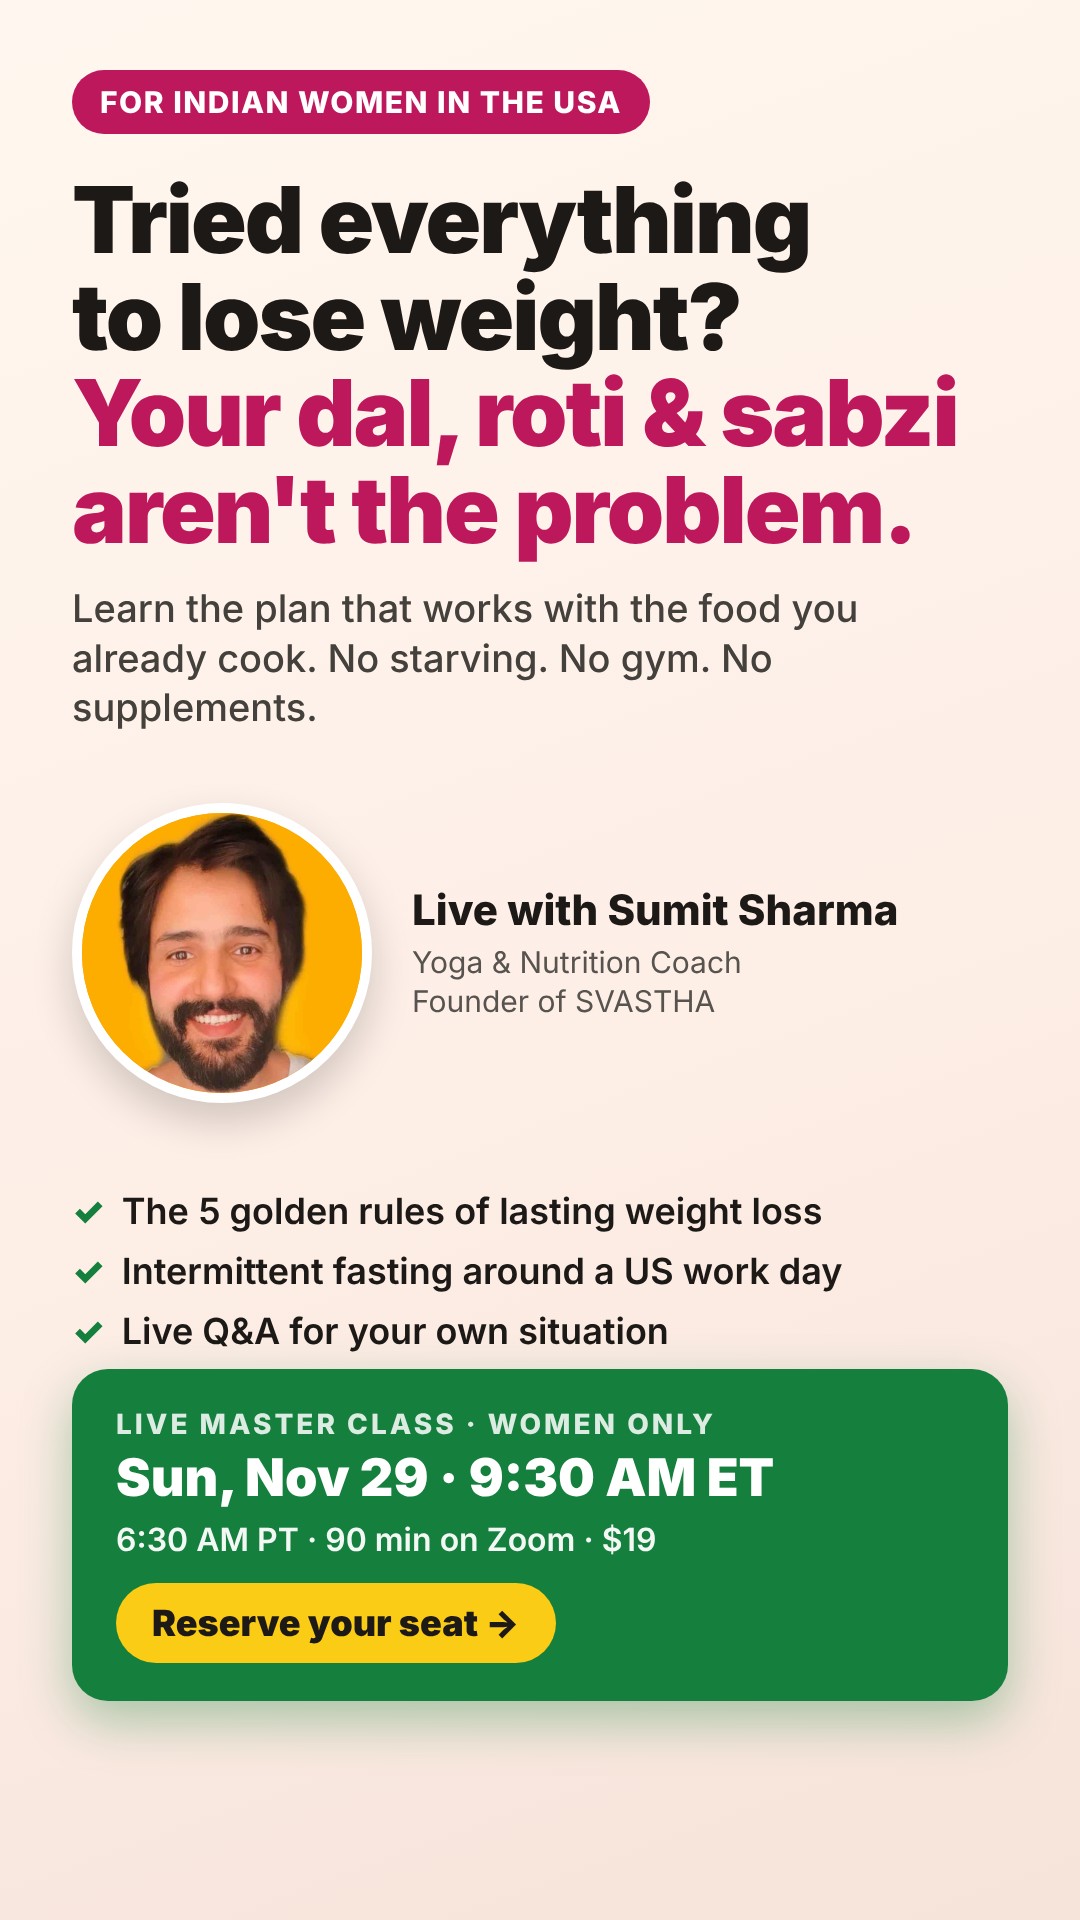 FOR INDIAN WOMEN IN THE USA
Tried everything
to lose weight?
Your dal, roti & sabzi
aren't the problem.
Learn the plan that works with the food you
already cook. No starving. No gym. No
supplements.
Live with Sumit Sharma
Yoga & Nutrition Coach
Founder of SVASTHA
✓ The 5 golden rules of lasting weight loss
✓ Intermittent fasting around a US work day
✓ Live Q&A for your own situation
LIVE MASTER CLASS · WOMEN ONLY
Sun, Nov 29 · 9:30 AM ET
6:30 AM PT · 90 min on Zoom · $19
Reserve your seat →